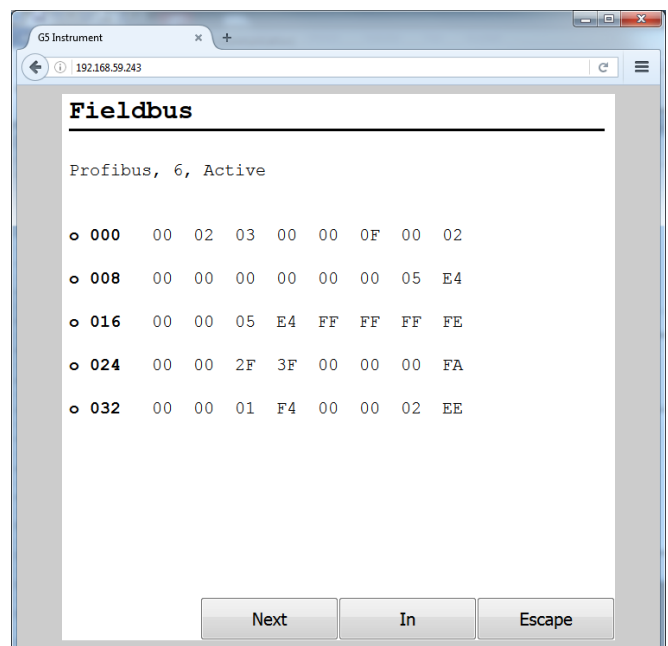 G5 Instrument
192.168.59.243
Fieldbus
Profibus, 6, Active
o 000 00 02 03 00 00 0F 00 02
o 008 00 00 00 00 00 00 05 E4
o 016 00 00 05 E4 FF FF FF FE
o 024 00 00 2F 3F 00 00 00 FA
o 032 00 00 01 F4 00 00 02 EE
Next In Escape